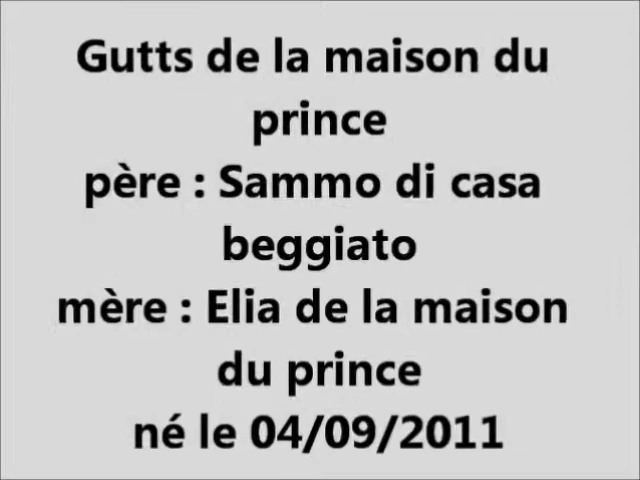 Gutts de la maison du
prince
père : Sammo di casa
beggiato
mère : Elia de la maison
du prince
né le 04/09/2011